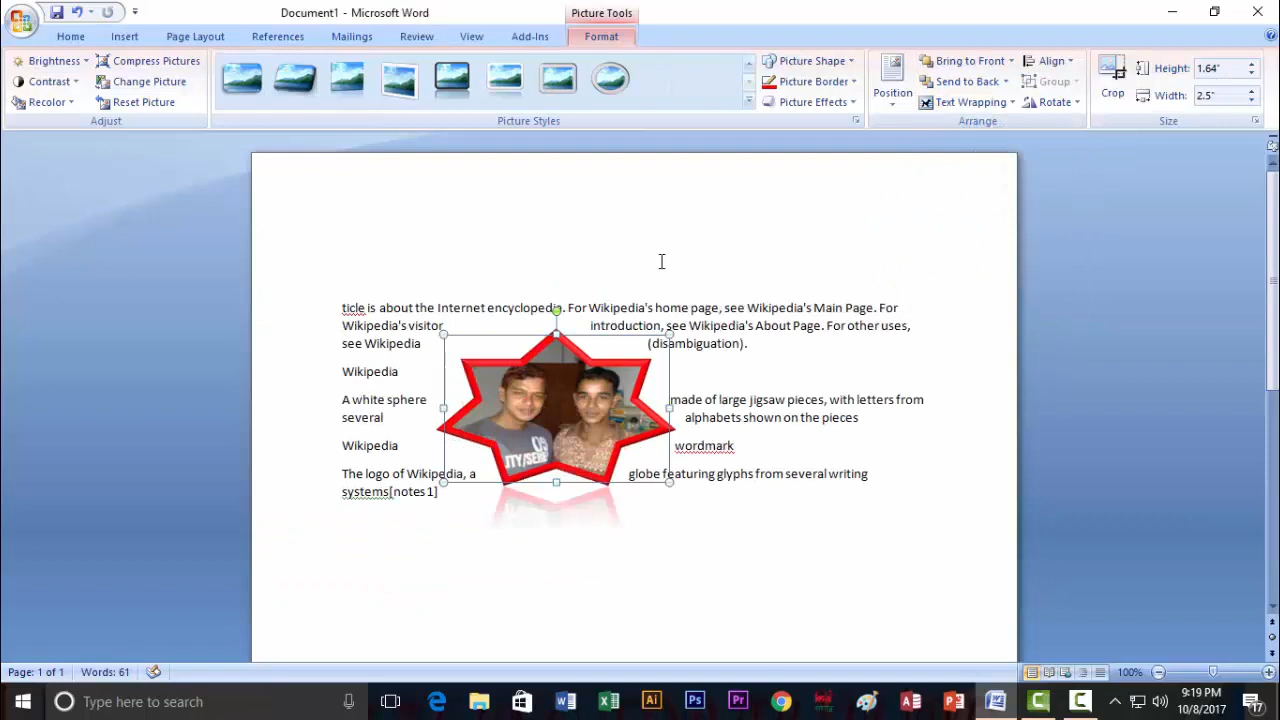 Document1 - Microsoft Word
Picture Tools
Home Insert Page Layout References Mailings Review View Add-Ins Format
Brightness Compress Pictures
Contrast Change Picture
Recolor Reset Picture
Adjust
Picture Styles
Picture Shape
Picture Border
Picture Effects
Position
Bring to Front Align
Send to Back Group
Text Wrapping Rotate
Arrange
Crop
Height: 1.64"
Width: 2.5"
Size
ticle is about the Internet encyclopedia. For Wikipedia's home page, see Wikipedia's Main Page. For
Wikipedia's visitor introduction, see Wikipedia's About Page. For other uses,
see Wikipedia (disambiguation).
Wikipedia
A white sphere made of large jigsaw pieces, with letters from
several alphabets shown on the pieces
Wikipedia wordmark
The logo of Wikipedia, a globe featuring glyphs from several writing
systems[notes 1]
09
Page: 1 of 1 Words: 61 100%
Type here to search
Ai Ps Pr
9:19 PM
10/8/2017
17